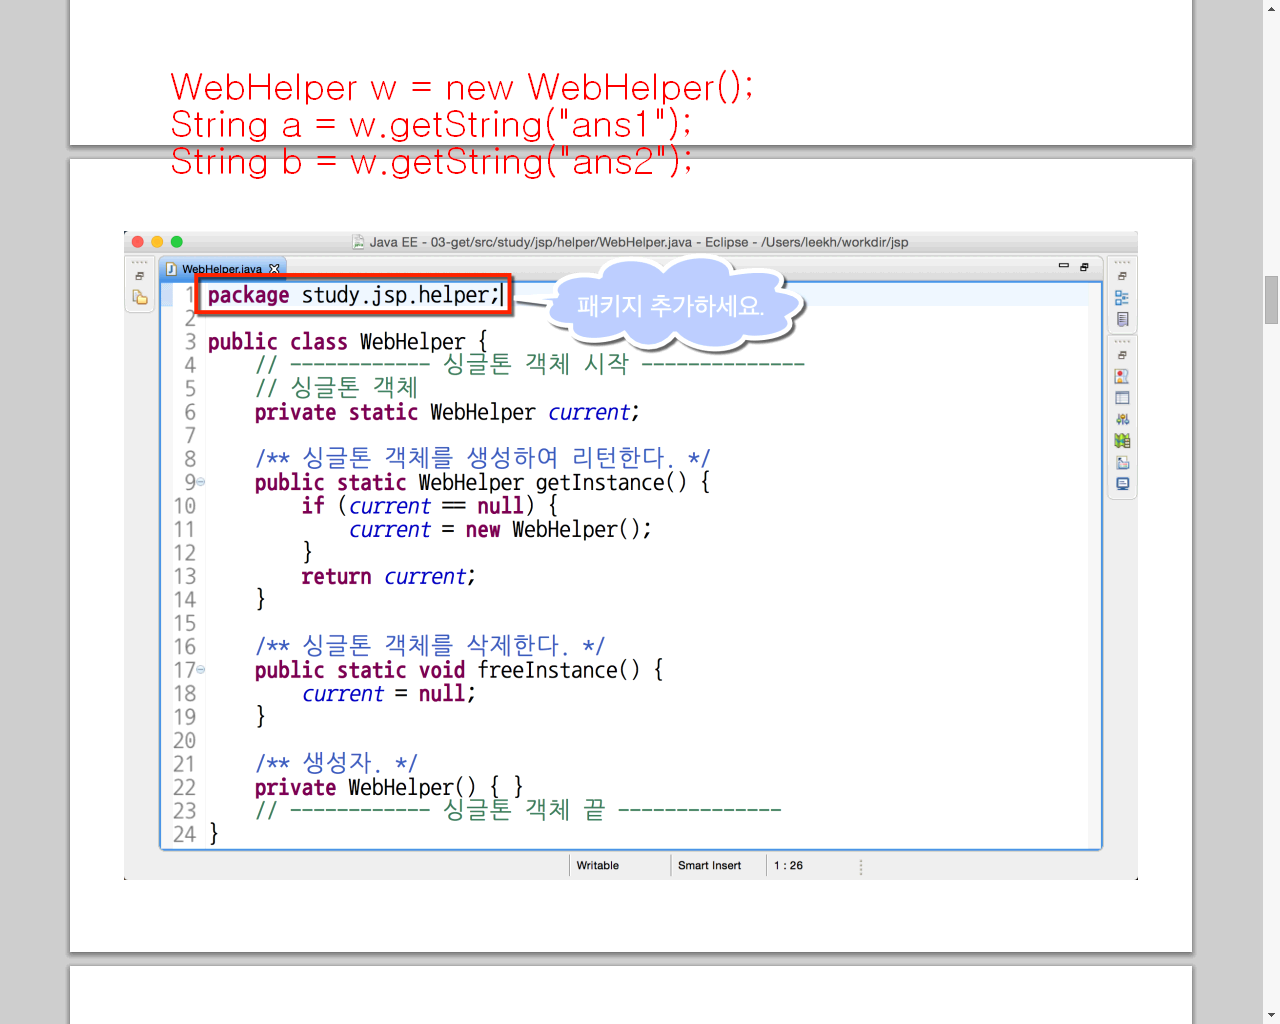 WebHelper w = new WebHelper();
String a = w.getString("ans1");
String b = w.getString("ans2");
Java EE - 03-get/src/study/jsp/helper/WebHelper.java - Eclipse - /Users/leekh/workdir/jsp
WebHelper.java
1 package study.jsp.helper;
패키지 추가하세요.
2
3 public class WebHelper {
4 // ------------ 싱글톤 객체 시작 --------------
5 // 싱글톤 객체
6 private static WebHelper current;
7
8 /** 싱글톤 객체를 생성하여 리턴한다. */
9 public static WebHelper getInstance() {
10 if (current == null) {
11 current = new WebHelper();
12 }
13 return current;
14 }
15
16 /** 싱글톤 객체를 삭제한다. */
17 public static void freeInstance() {
18 current = null;
19 }
20
21 /** 생성자. */
22 private WebHelper() { }
23 // ------------ 싱글톤 객체 끝 --------------
24 }
Writable Smart Insert 1 : 26